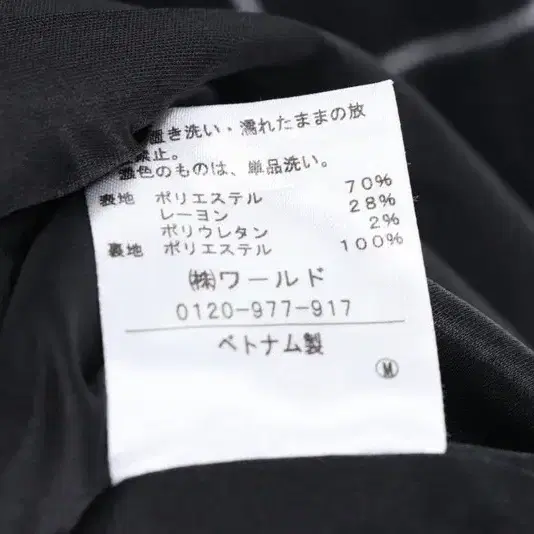 置き洗い・濡れたままの放
禁止。
濃色のものは、単品洗い。
表地 ポリエステル 70%
レーヨン 28%
ポリウレタン 2%
裏地 ポリエステル 100%
㈱ワールド
0120-977-917
ベトナム製
Ⓜ